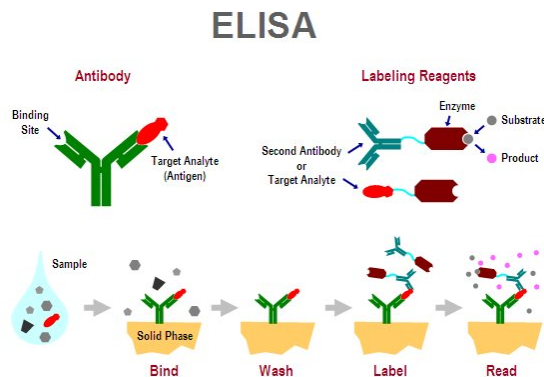 ELISA
Antibody
Labeling Reagents
Binding
Site
Target Analyte
(Antigen)
Enzyme
Substrate
Product
Second Antibody
or
Target Analyte
Sample
Solid Phase
Bind
Wash
Label
Read